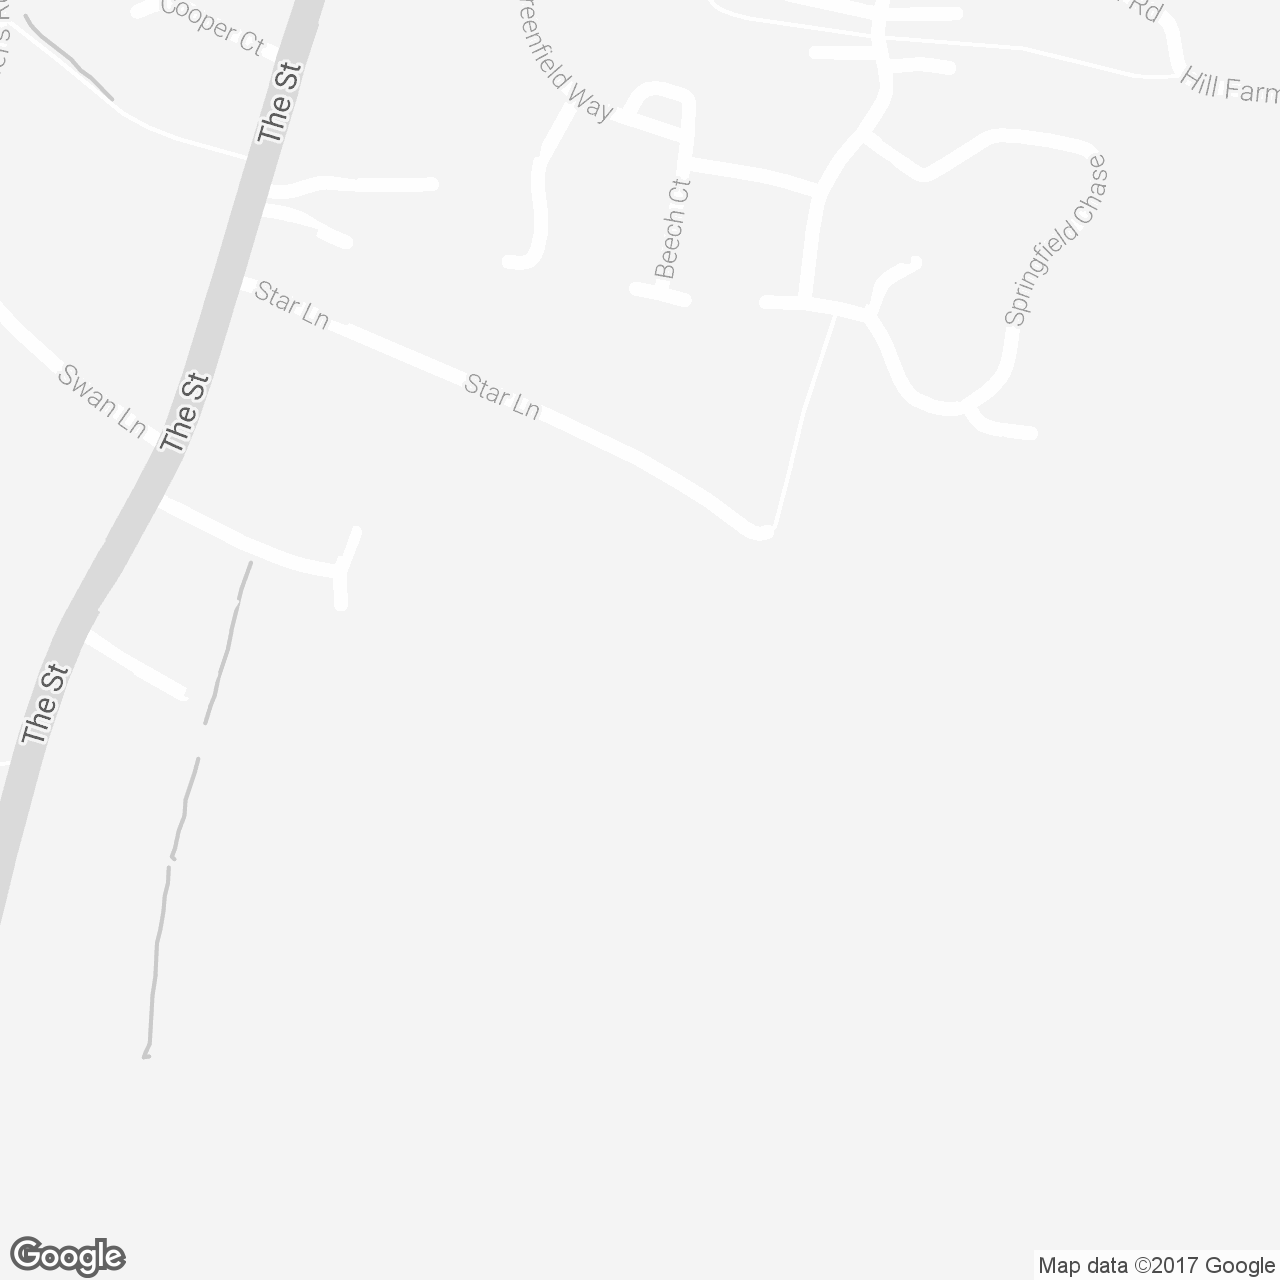 Cooper Ct
The St
Way
Rd
Hill Farm
Beech Ct
Springfield Chase
Star Ln
Star Ln
Swan Ln
The St
The St
Google
Map data ©2017 Google